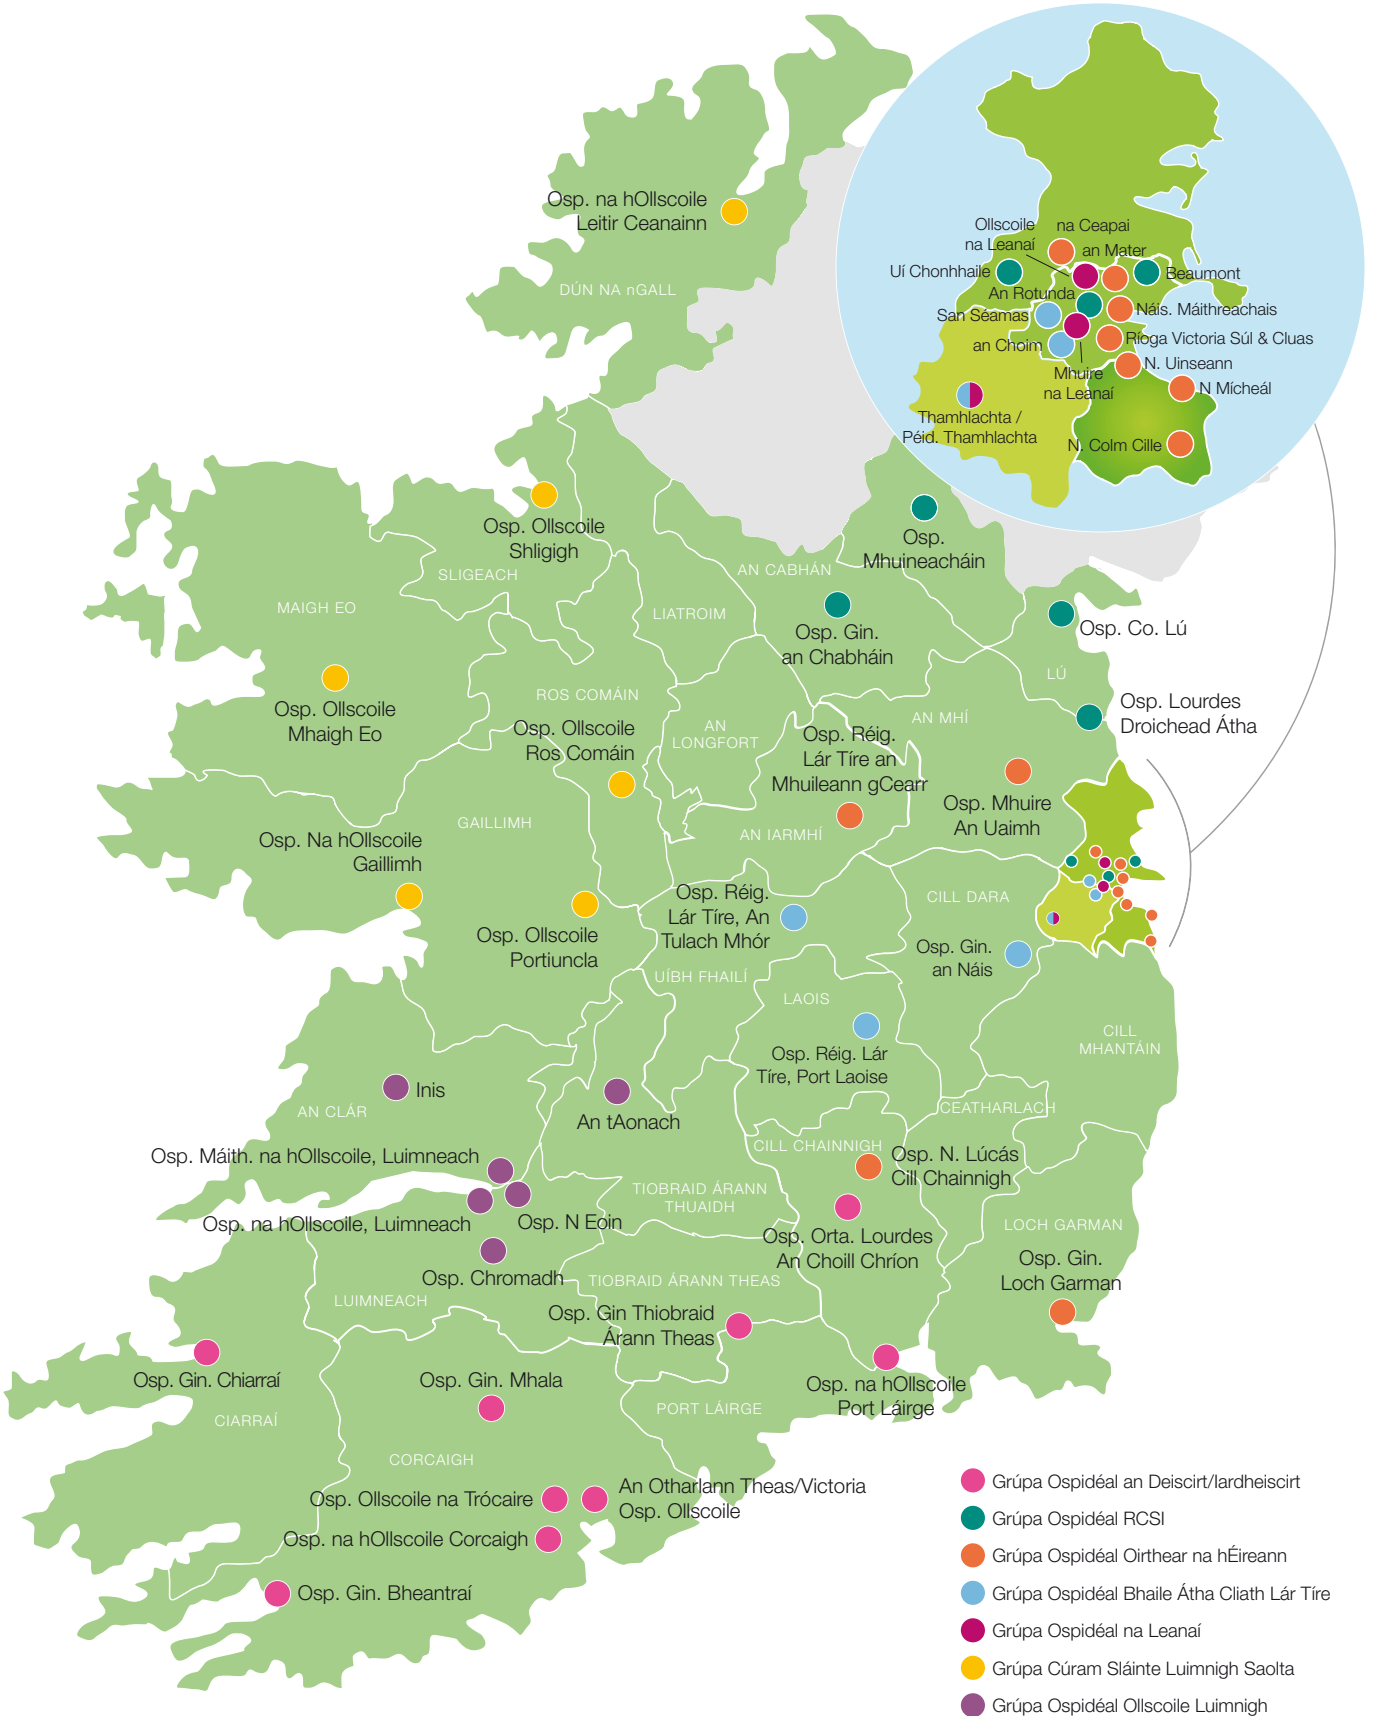 Osp. na hOllscoile
Leitir Ceanainn
DÚN NA nGALL
Ollscoile
na Leanaí
na Ceapai
an Mater
Uí Chonhhaile
Beaumont
An Rotunda
San Séamas
Náis. Máithreachais
an Choim
Ríoga Victoria Súl & Cluas
Mhuire
na Leanaí
N. Uinseann
N Mícheál
Thamhlachta /
Péid. Thamhlachta
N. Colm Cille
Osp. Ollscoile
Shligigh
SLIGEACH
MAIGH EO
Osp.
Mhuineacháin
AN CABHÁN
LIATROIM
Osp. Gin.
an Chabháin
Osp. Co. Lú
LÚ
Osp. Ollscoile
Mhaigh Eo
ROS COMÁIN
Osp. Ollscoile
Ros Comáin
AN
LONGFORT
AN MHÍ
Osp. Lourdes
Droichead Átha
Osp. Réig.
Lár Tíre an
Mhuileann gCearr
Osp. Mhuire
An Uaimh
GAILLIMH
AN IARMHÍ
Osp. Na hOllscoile
Gaillimh
Osp. Réig.
Lár Tíre, An
Tulach Mhór
CILL DARA
Osp. Ollscoile
Portiuncla
Osp. Gin.
an Náis
UÍBH FHAILÍ
LAOIS
Osp. Réig. Lár
Tíre, Port Laoise
CILL
MHANTÁIN
Inis
AN CLÁR
An tAonach
CEATHARLACH
CILL CHAINNIGH
Osp. Máith. na hOllscoile, Luimneach
Osp. N. Lúcás
Cill Chainnigh
TIOBRAID ÁRANN
THUAIDH
Osp. na hOllscoile, Luimneach
Osp. N Eoin
Osp. Orta. Lourdes
An Choill Chríon
LOCH GARMAN
Osp. Gin.
Loch Garman
Osp. Chromadh
TIOBRAID ÁRANN THEAS
LUIMNEACH
Osp. Gin Thiobraid
Árann Theas
Osp. Gin. Chiarraí
Osp. Gin. Mhala
Osp. na hOllscoile
Port Láirge
PORT LÁIRGE
CIARRAÍ
CORCAIGH
Osp. Ollscoile na Trócaire
An Otharlann Theas/Victoria
Osp. Ollscoile
Osp. na hOllscoile Corcaigh
Osp. Gin. Bheantraí
Grúpa Ospidéal an Deiscirt/Iardheiscirt
Grúpa Ospidéal RCSI
Grúpa Ospidéal Oirthear na hÉireann
Grúpa Ospidéal Bhaile Átha Cliath Lár Tíre
Grúpa Ospidéal na Leanaí
Grúpa Cúram Sláinte Luimnigh Saolta
Grúpa Ospidéal Ollscoile Luimnigh